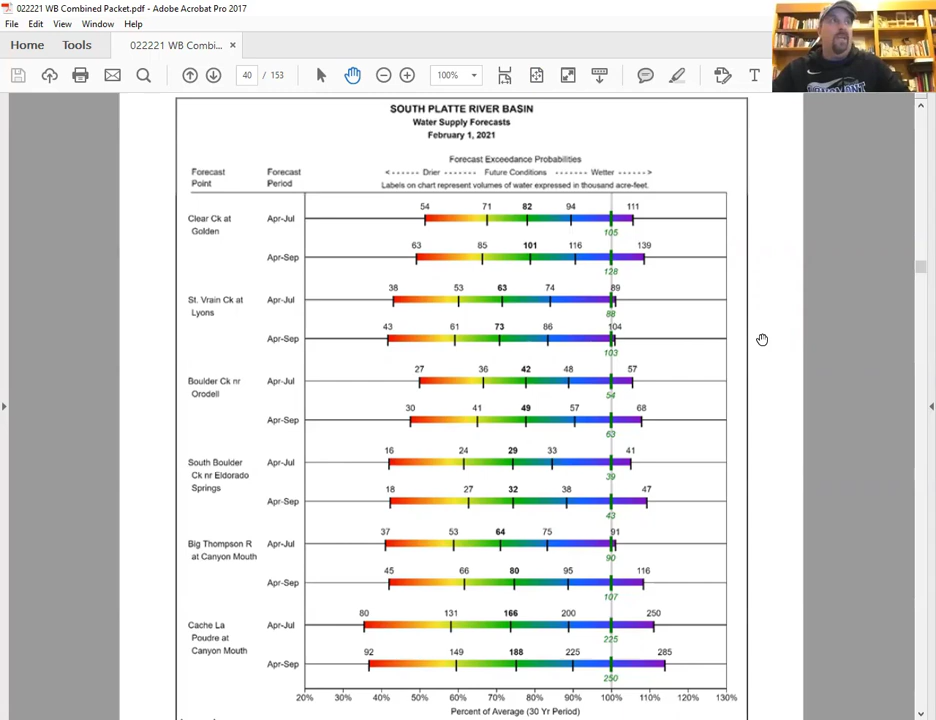 022221 WB Combined Packet.pdf - Adobe Acrobat Pro 2017
File Edit View Window Help
Home Tools 022221 WB Combi... ×
40 / 153 100%
SOUTH PLATTE RIVER BASIN
Water Supply Forecasts
February 1, 2021
Forecast Exceedance Probabilities
Forecast Point
Forecast Period
<------ Drier ------- Future Conditions ------- Wetter ------>
Labels on chart represent volumes of water expressed in thousand acre-feet.
54 71 82 94 111
Clear Ck at Golden
Apr-Jul
105
63 85 101 116 139
Apr-Sep
128
38 53 63 74 89
St. Vrain Ck at Lyons
Apr-Jul
88
43 61 73 86 104
Apr-Sep
103
27 36 42 48 57
Boulder Ck nr Orodell
Apr-Jul
54
30 41 49 57 68
Apr-Sep
63
16 24 29 33 41
South Boulder Ck nr Eldorado Springs
Apr-Jul
39
18 27 32 38 47
Apr-Sep
43
37 53 64 75 91
Big Thompson R at Canyon Mouth
Apr-Jul
90
45 66 80 95 116
Apr-Sep
107
80 131 166 200 250
Cache La Poudre at Canyon Mouth
Apr-Jul
225
92 149 188 225 285
Apr-Sep
250
20% 30% 40% 50% 60% 70% 80% 90% 100% 110% 120% 130%
Percent of Average (30 Yr Period)